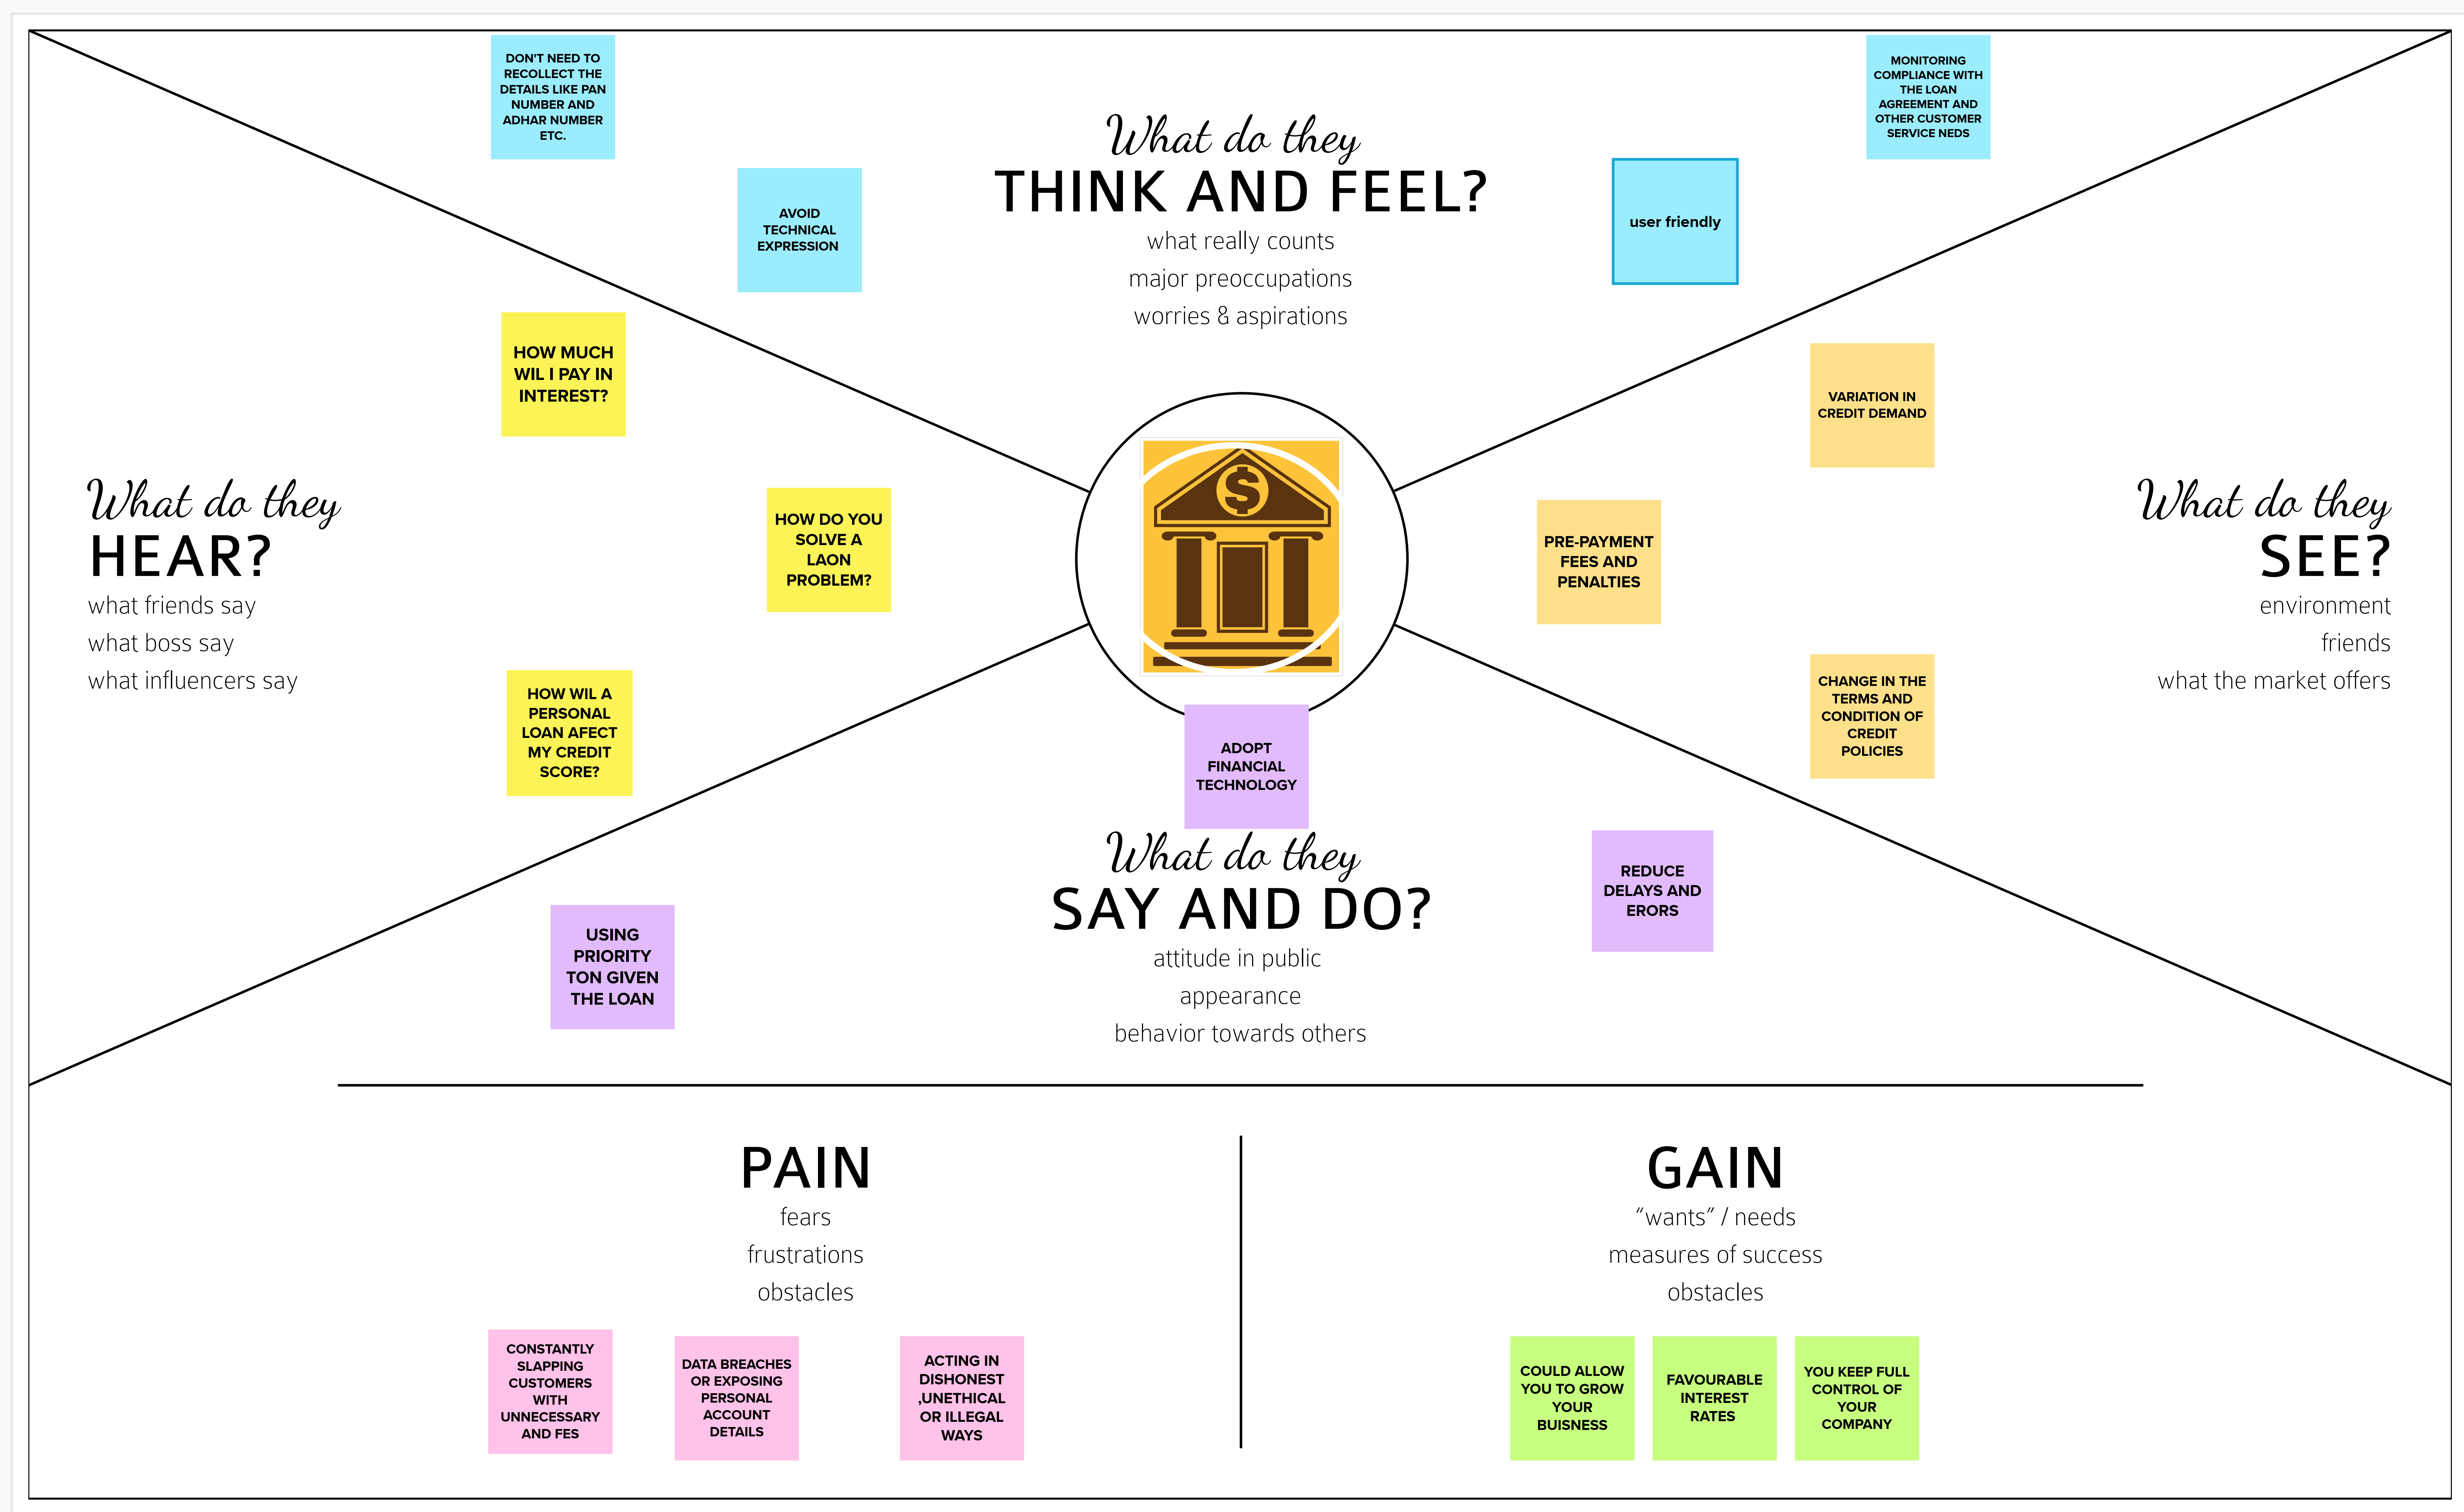 DON'T NEED TO
RECOLLECT THE
DETAILS LIKE PAN
NUMBER AND
ADHAR NUMBER
ETC.
AVOID
TECHNICAL
EXPRESSION
What do they
THINK AND FEEL?
what really counts
major preoccupations
worries & aspirations
user friendly
MONITORING
COMPLIANCE WITH
THE LOAN
AGREEMENT AND
OTHER CUSTOMER
SERVICE NEDS
What do they
HEAR?
what friends say
what boss say
what influencers say
HOW MUCH
WIL I PAY IN
INTEREST?
HOW DO YOU
SOLVE A
LAON
PROBLEM?
HOW WIL A
PERSONAL
LOAN AFECT
MY CREDIT
SCORE?
$
VARIATION IN
CREDIT DEMAND
PRE-PAYMENT
FEES AND
PENALTIES
CHANGE IN THE
TERMS AND
CONDITION OF
CREDIT
POLICIES
What do they
SEE?
environment
friends
what the market offers
ADOPT
FINANCIAL
TECHNOLOGY
What do they
SAY AND DO?
attitude in public
appearance
behavior towards others
USING
PRIORITY
TON GIVEN
THE LOAN
REDUCE
DELAYS AND
ERORS
PAIN
fears
frustrations
obstacles
CONSTANTLY
SLAPPING
CUSTOMERS
WITH
UNNECESSARY
AND FES
DATA BREACHES
OR EXPOSING
PERSONAL
ACCOUNT
DETAILS
ACTING IN
DISHONEST
,UNETHICAL
OR ILLEGAL
WAYS
GAIN
“wants” / needs
measures of success
obstacles
COULD ALLOW
YOU TO GROW
YOUR
BUISNESS
FAVOURABLE
INTEREST
RATES
YOU KEEP FULL
CONTROL OF
YOUR
COMPANY